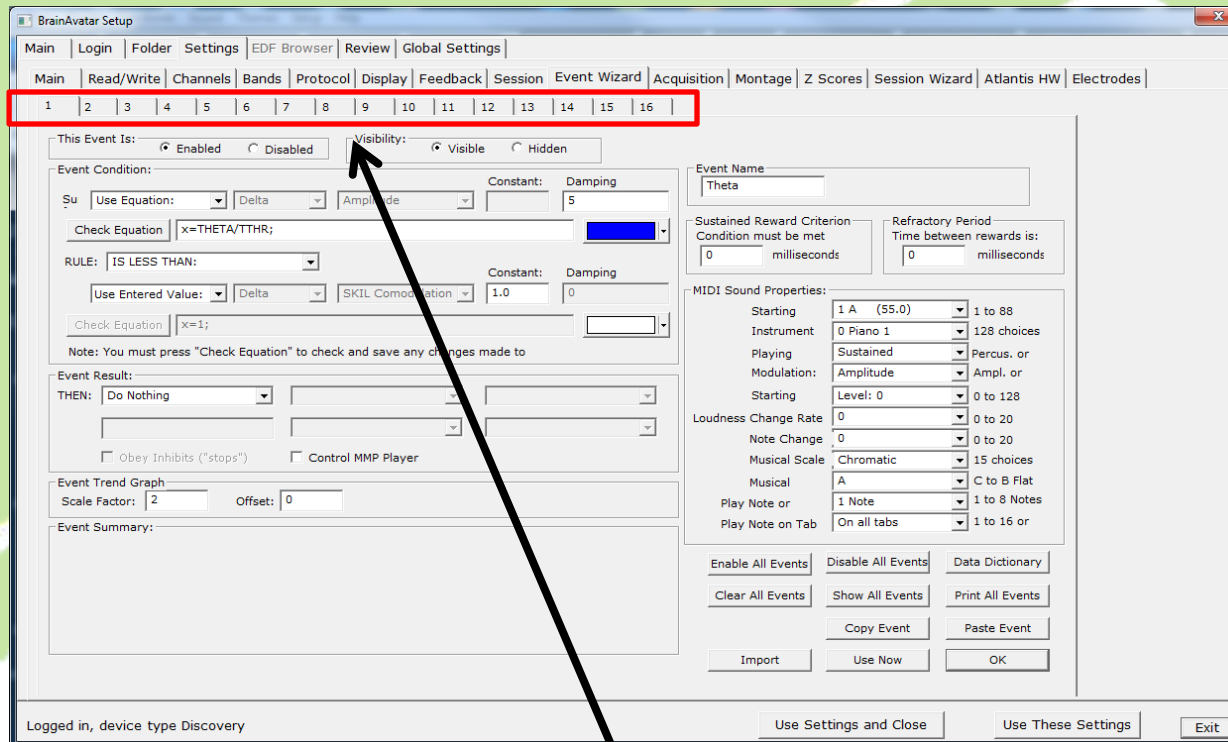 BrainAvatar Setup
Main Login Folder Settings EDF Browser Review Global Settings
Main Read/Write Channels Bands Protocol Display Feedback Session Event Wizard Acquisition Montage Z Scores Session Wizard Atlantis HW Electrodes
1 2 3 4 5 6 7 8 9 10 11 12 13 14 15 16
This Event Is: Enabled Disabled Visibility: Visible Hidden
Event Condition:
Constant: Damping
Su Use Equation: Delta Amplitude 5
Check Equation x=THETA/TTHR;
RULE: IS LESS THAN:
Constant: Damping
Use Entered Value: Delta SKIL Comodulation 1.0 0
Check Equation x=1;
Note: You must press "Check Equation" to check and save any changes made to
Event Result:
THEN: Do Nothing
Obey Inhibits ("stops") Control MMP Player
Event Trend Graph
Scale Factor: 2 Offset: 0
Event Summary:
Event Name
Theta
Sustained Reward Criterion Refractory Period
Condition must be met Time between rewards is:
0 milliseconds 0 milliseconds
MIDI Sound Properties:
Starting 1 A (55.0) 1 to 88
Instrument 0 Piano 1 128 choices
Playing Sustained Percus. or
Modulation: Amplitude Ampl. or
Starting Level: 0 0 to 128
Loudness Change Rate 0 0 to 20
Note Change 0 0 to 20
Musical Scale Chromatic 15 choices
Musical A C to B Flat
Play Note or 1 Note 1 to 8 Notes
Play Note on Tab On all tabs 1 to 16 or
Enable All Events Disable All Events Data Dictionary
Clear All Events Show All Events Print All Events
Copy Event Paste Event
Import Use Now OK
Logged in, device type Discovery Use Settings and Close Use These Settings Exit